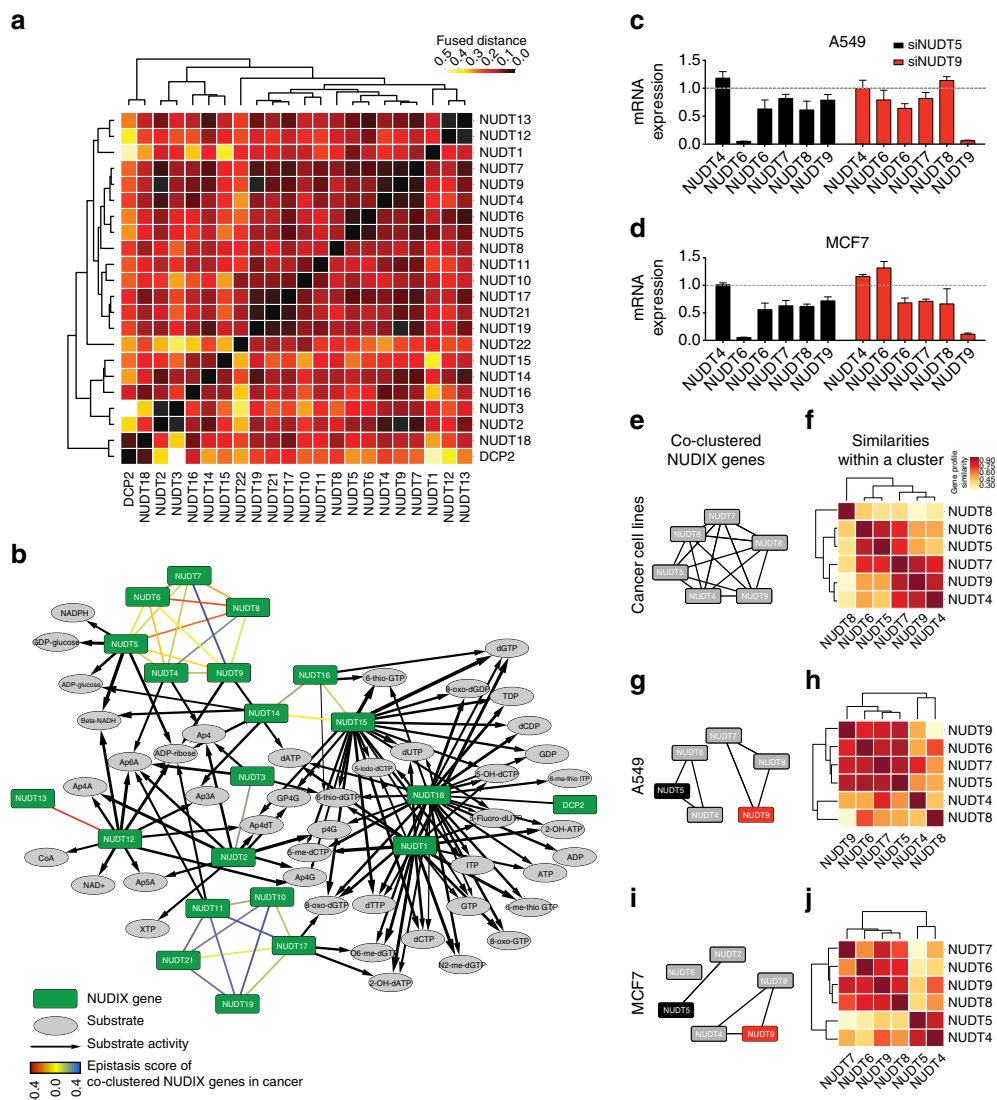 a
Fused distance
0.5
0.4
0.3
0.2
0.1
0.0
NUDT13
NUDT12
NUDT1
NUDT7
NUDT9
NUDT4
NUDT6
NUDT5
NUDT8
NUDT11
NUDT10
NUDT17
NUDT21
NUDT19
NUDT22
NUDT15
NUDT14
NUDT16
NUDT3
NUDT2
NUDT18
DCP2
DCP2
NUDT18
NUDT2
NUDT3
NUDT16
NUDT14
NUDT15
NUDT22
NUDT19
NUDT21
NUDT17
NUDT10
NUDT11
NUDT8
NUDT5
NUDT6
NUDT4
NUDT9
NUDT7
NUDT1
NUDT12
NUDT13
b
NUDT7
NUDT6
NUDT8
NADPH
NUDT5
GDP-glucose
NUDT4
NUDT9
ADP-glucose
Beta-NADH
NUDT14
NUDT16
6-thio-GTP
dGTP
8-oxo-dGDP
TDP
NUDT15
dCDP
Ap4
ADP-ribose
Ap6A
dATP
dUTP
5-Iodo-dCTP
GDP
5-OH-dCTP
6-me-thio ITP
NUDT3
Ap4A
Ap3A
GP4G
6-thio-dGTP
NUDT18
DCP2
NUDT13
NUDT12
Ap4dT
p4G
5-Fluoro-dUTP
2-OH-ATP
NUDT1
CoA
NUDT2
5-me-dCTP
ITP
ADP
ATP
NAD+
Ap5A
Ap4G
NUDT10
8-oxo-dGTP
dTTP
GTP
6-me-thio GTP
NUDT11
XTP
NUDT17
dCTP
8-oxo-GTP
O6-me-dGTP
N2-me-dGTP
NUDT21
2-OH-dATP
NUDT19
NUDIX gene
Substrate
Substrate activity
Epistasis score of
co-clustered NUDIX genes in cancer
-0.4
0.0
0.4
c
A549
siNUDT5
siNUDT9
mRNA
expression
1.5
1.0
0.5
0.0
NUDT4
NUDT6
NUDT6
NUDT7
NUDT8
NUDT9
NUDT4
NUDT6
NUDT6
NUDT7
NUDT8
NUDT9
d
MCF7
mRNA
expression
1.5
1.0
0.5
0.0
NUDT4
NUDT6
NUDT6
NUDT7
NUDT8
NUDT9
NUDT4
NUDT6
NUDT6
NUDT7
NUDT8
NUDT9
e
Co-clustered
NUDIX genes
Cancer cell lines
NUDT7
NUDT6
NUDT8
NUDT5
NUDT4
NUDT9
f
Similarities
within a cluster
Gene profile
similarity
0.90
0.75
0.45
0.30
NUDT8
NUDT6
NUDT5
NUDT7
NUDT9
NUDT4
NUDT8
NUDT6
NUDT5
NUDT7
NUDT9
NUDT4
g
A549
NUDT7
NUDT6
NUDT8
NUDT5
NUDT4
NUDT9
h
NUDT9
NUDT6
NUDT7
NUDT5
NUDT4
NUDT8
NUDT9
NUDT6
NUDT7
NUDT5
NUDT4
NUDT8
i
MCF7
NUDT7
NUDT6
NUDT8
NUDT5
NUDT4
NUDT9
j
NUDT7
NUDT6
NUDT9
NUDT8
NUDT5
NUDT4
NUDT7
NUDT6
NUDT9
NUDT8
NUDT5
NUDT4